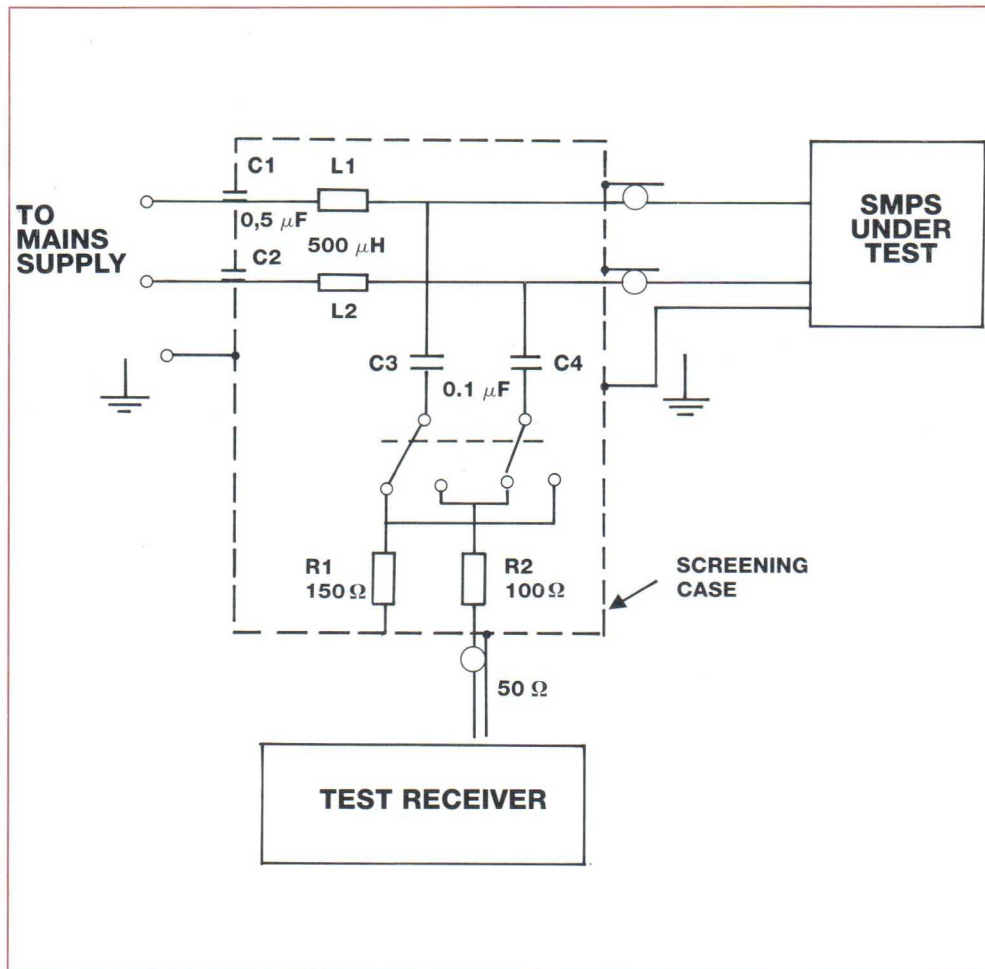 C1
L1
TO
MAINS
SUPPLY
0,5 μF
500 μH
C2
L2
SMPS
UNDER
TEST
C3
C4
0.1 μF
R1
150 Ω
R2
100 Ω
SCREENING
CASE
50 Ω
TEST RECEIVER